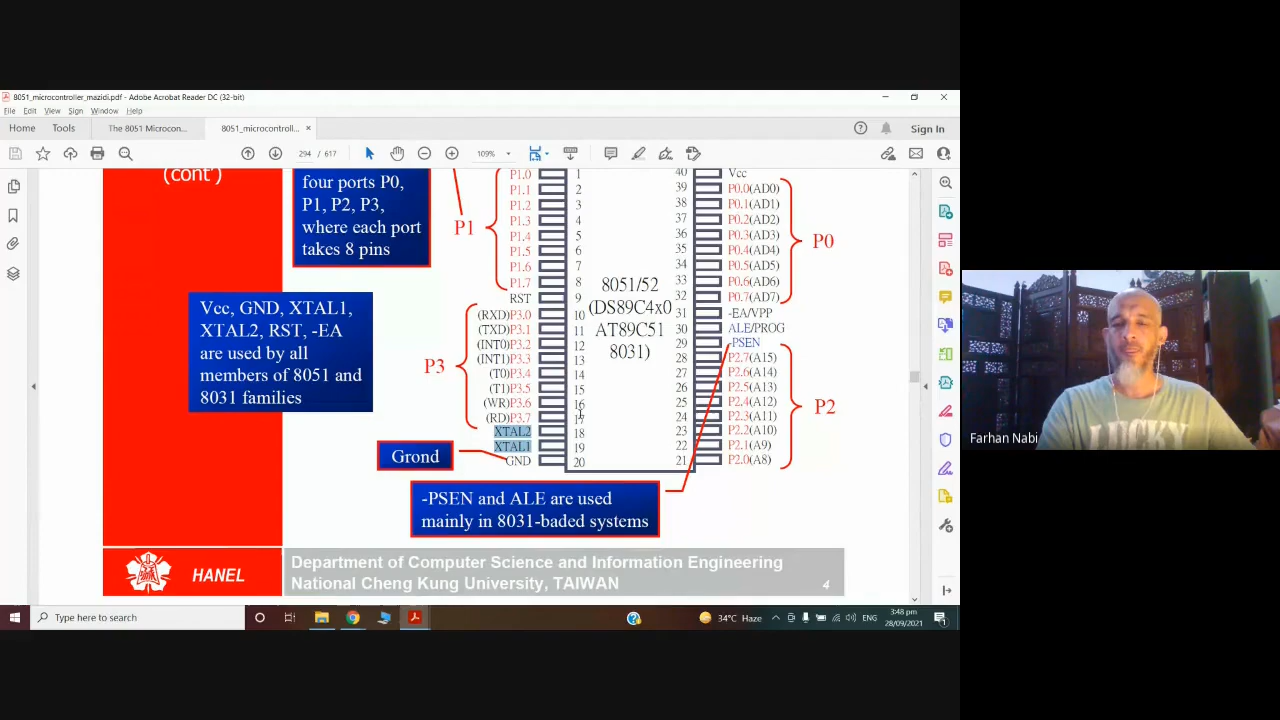 8051_microcontroller_mazidi.pdf - Adobe Acrobat Reader DC (32-bit)
File Edit View Sign Window Help
Home Tools The 8051 Microcon... 8051_microcontroll... × Sign In
294 / 617 109%
(cont')
four ports P0,
P1, P2, P3,
where each port
takes 8 pins
Vcc, GND, XTAL1,
XTAL2, RST, -EA
are used by all
members of 8051 and
8031 families
P1
P3
P1.0 1
P1.1 2
P1.2 3
P1.3 4
P1.4 5
P1.5 6
P1.6 7
P1.7 8
RST 9
(RXD)P3.0 10
(TXD)P3.1 11
(INT0)P3.2 12
(INT1)P3.3 13
(T0)P3.4 14
(T1)P3.5 15
(WR)P3.6 16
(RD)P3.7 17
XTAL2 18
XTAL1 19
GND 20
8051/52
(DS89C4x0
AT89C51
8031)
40 Vcc
39 P0.0(AD0)
38 P0.1(AD1)
37 P0.2(AD2)
36 P0.3(AD3)
35 P0.4(AD4)
34 P0.5(AD5)
33 P0.6(AD6)
32 P0.7(AD7)
31 -EA/VPP
30 ALE/PROG
29 -PSEN
28 P2.7(A15)
27 P2.6(A14)
26 P2.5(A13)
25 P2.4(A12)
24 P2.3(A11)
23 P2.2(A10)
22 P2.1(A9)
21 P2.0(A8)
P0
P2
Grond
-PSEN and ALE are used
mainly in 8031-baded systems
HANEL
Department of Computer Science and Information Engineering
National Cheng Kung University, TAIWAN 4
Type here to search
34°C Haze ENG
3:48 pm
28/09/2021
Farhan Nabi
LUCKY